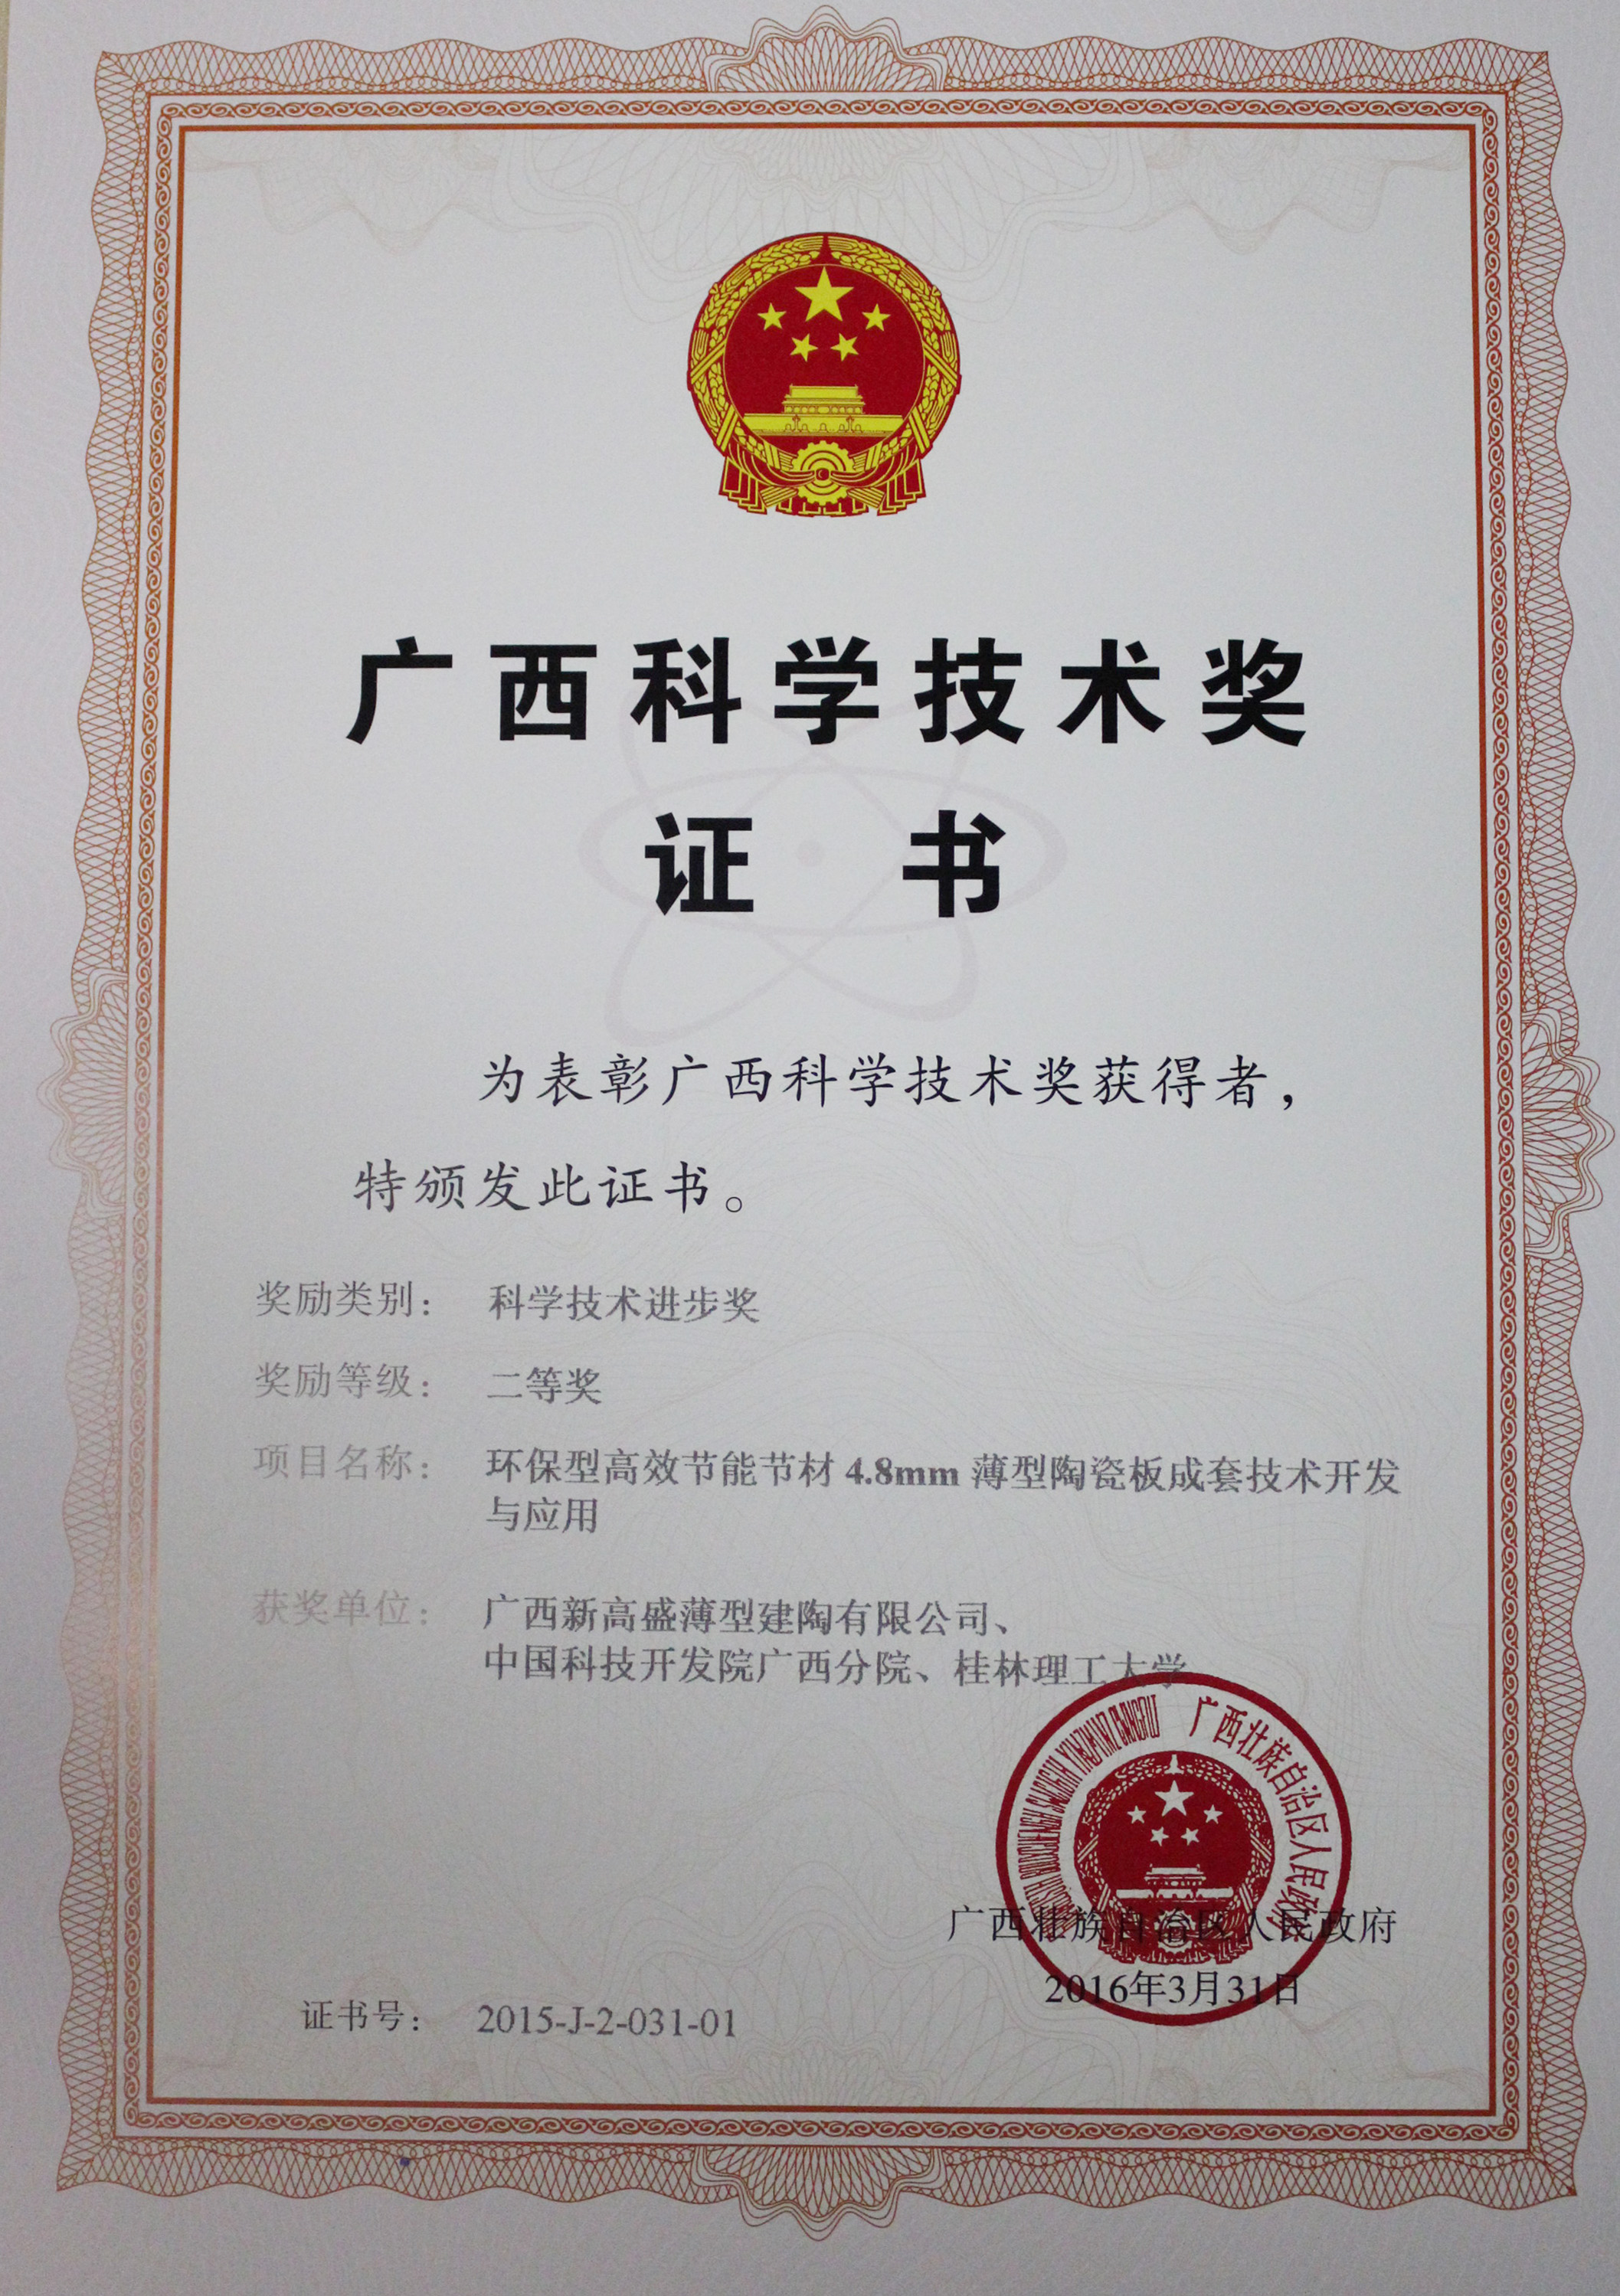 广西科学技术奖
证书
为表彰广西科学技术奖获得者，
特颁发此证书。
奖励类别： 科学技术进步奖
奖励等级： 二等奖
项目名称： 环保型高效节能节材 4.8mm 薄型陶瓷板成套技术开发
与应用
获奖单位： 广西新高盛薄型建陶有限公司、
中国科技开发院广西分院、桂林理工大学
广西壮族自治区人民政府
广西壮族自治区人民政府
2016年3月31日
证书号： 2015-J-2-031-01